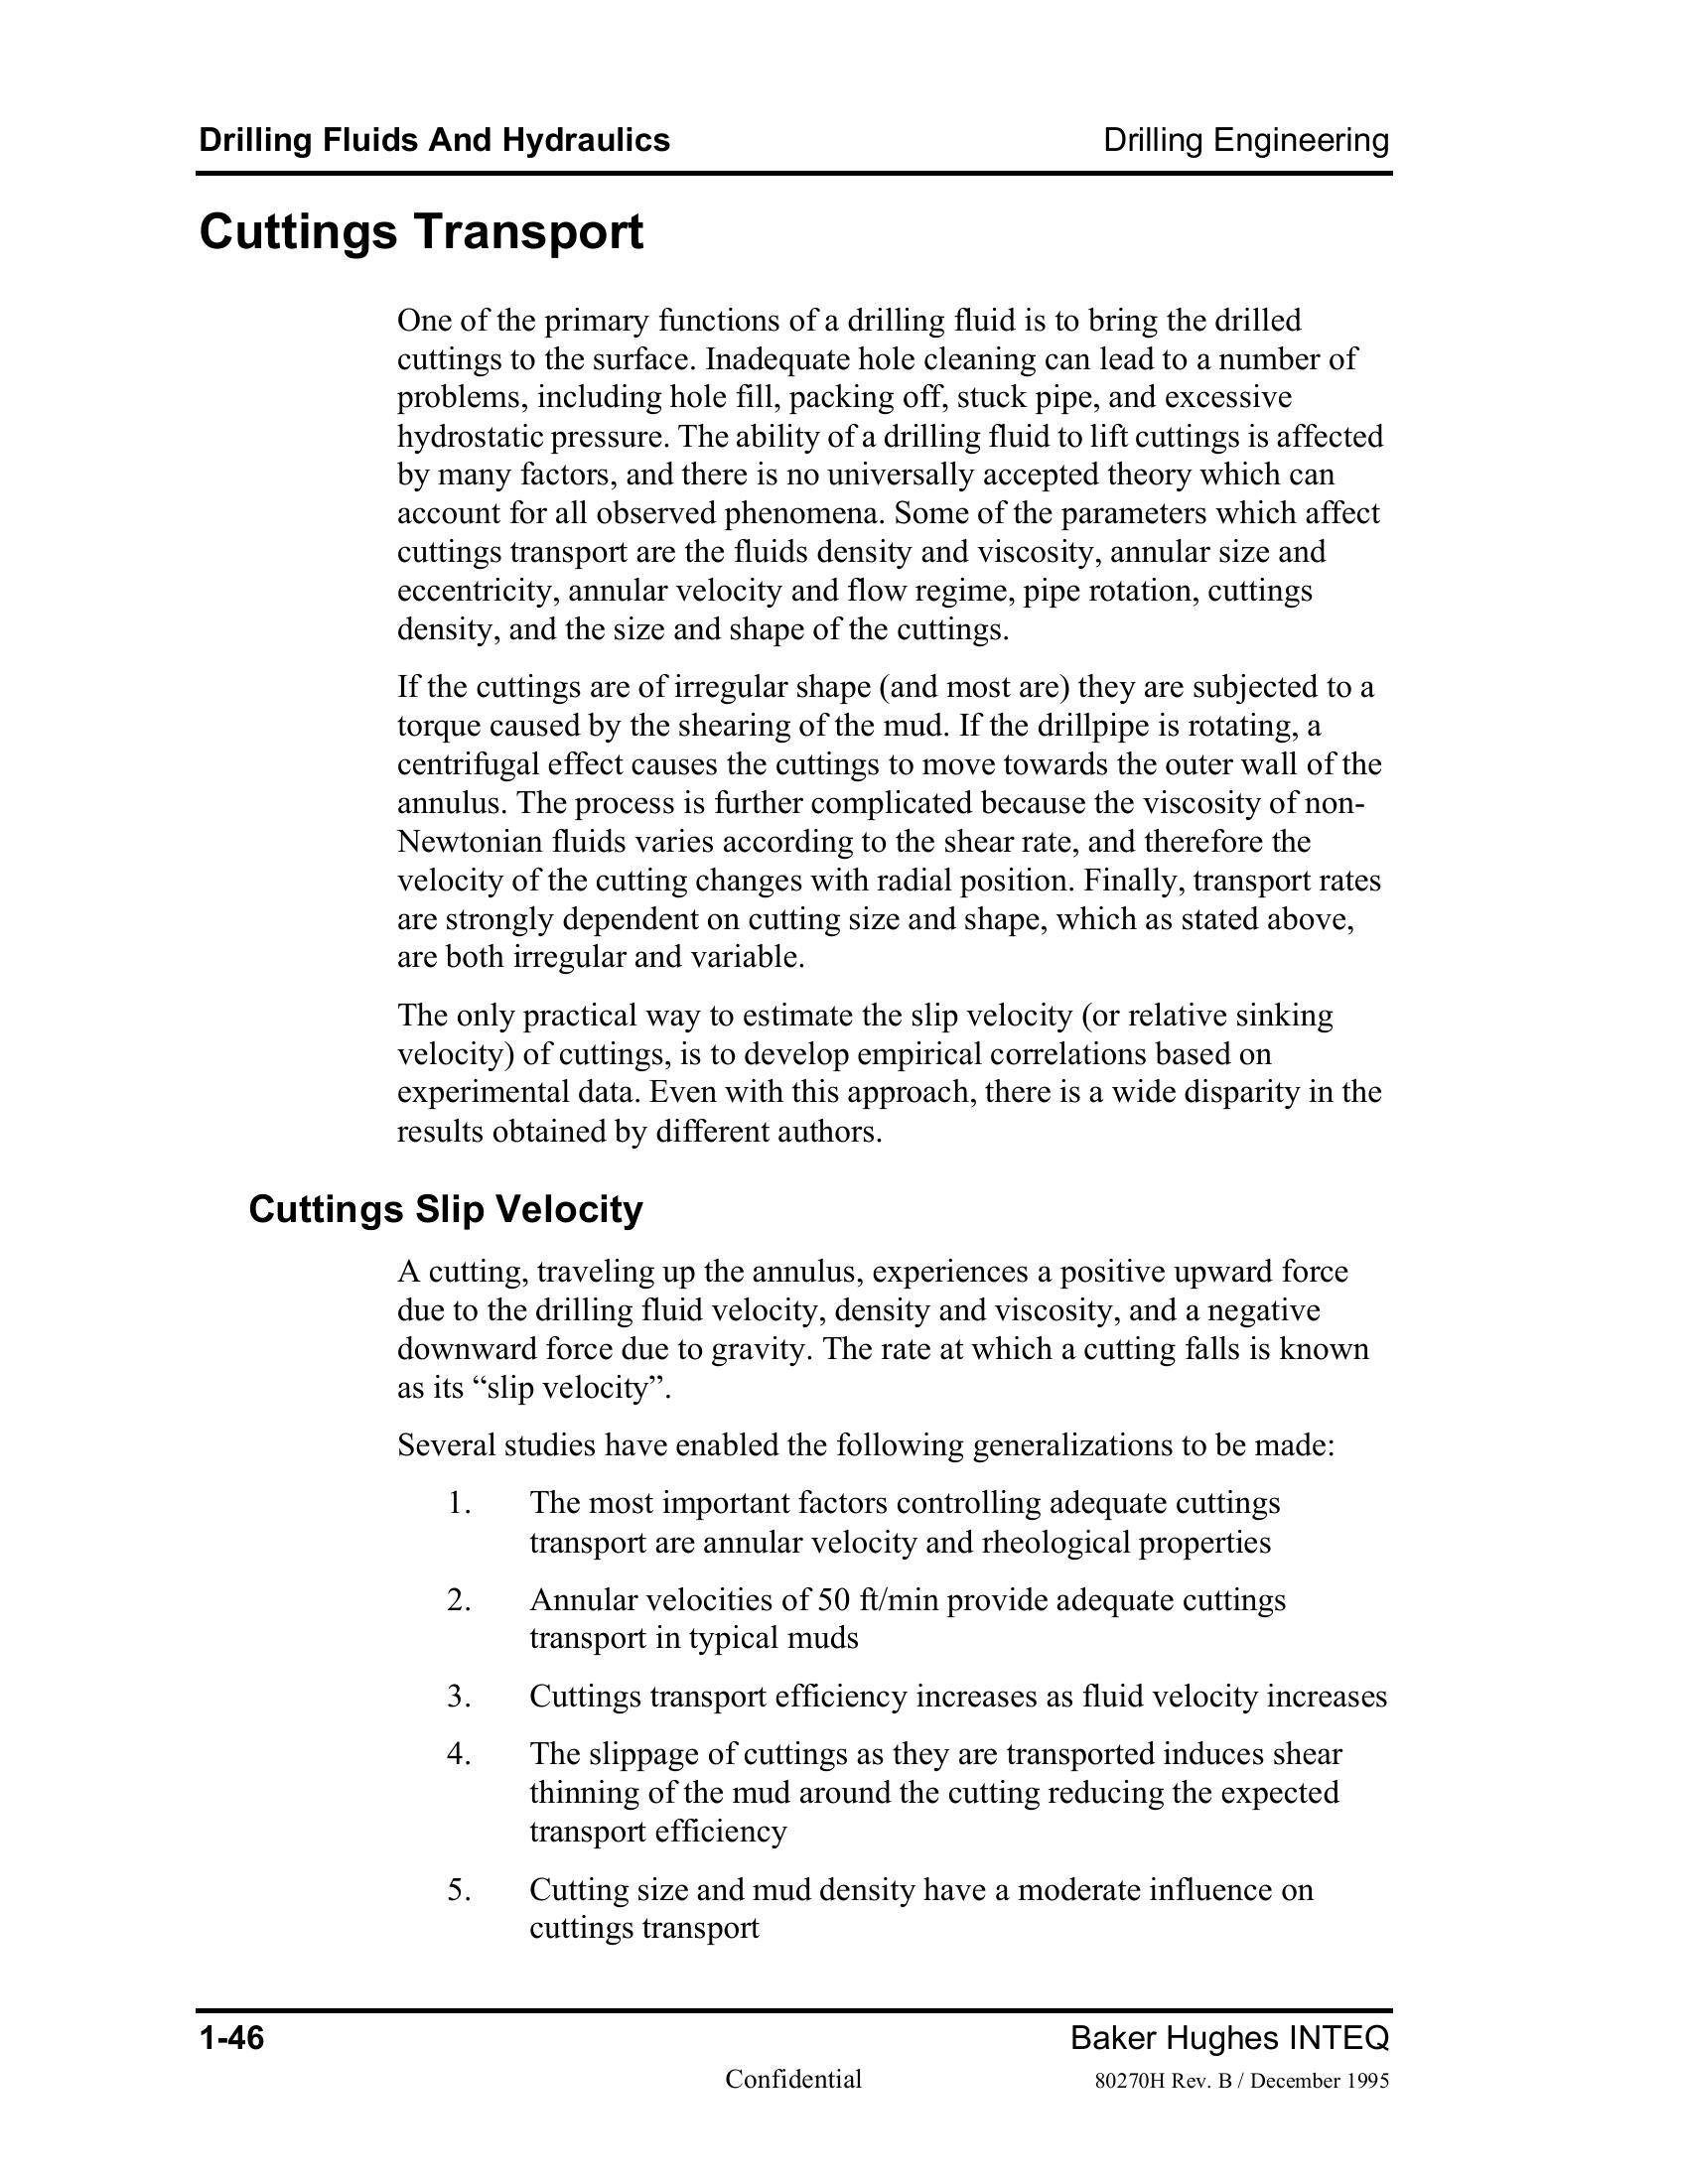 Drilling Fluids And Hydraulics Drilling Engineering
Cuttings Transport
One of the primary functions of a drilling fluid is to bring the drilled
cuttings to the surface. Inadequate hole cleaning can lead to a number of
problems, including hole fill, packing off, stuck pipe, and excessive
hydrostatic pressure. The ability of a drilling fluid to lift cuttings is affected
by many factors, and there is no universally accepted theory which can
account for all observed phenomena. Some of the parameters which affect
cuttings transport are the fluids density and viscosity, annular size and
eccentricity, annular velocity and flow regime, pipe rotation, cuttings
density, and the size and shape of the cuttings.
If the cuttings are of irregular shape (and most are) they are subjected to a
torque caused by the shearing of the mud. If the drillpipe is rotating, a
centrifugal effect causes the cuttings to move towards the outer wall of the
annulus. The process is further complicated because the viscosity of non-
Newtonian fluids varies according to the shear rate, and therefore the
velocity of the cutting changes with radial position. Finally, transport rates
are strongly dependent on cutting size and shape, which as stated above,
are both irregular and variable.
The only practical way to estimate the slip velocity (or relative sinking
velocity) of cuttings, is to develop empirical correlations based on
experimental data. Even with this approach, there is a wide disparity in the
results obtained by different authors.
Cuttings Slip Velocity
A cutting, traveling up the annulus, experiences a positive upward force
due to the drilling fluid velocity, density and viscosity, and a negative
downward force due to gravity. The rate at which a cutting falls is known
as its “slip velocity”.
Several studies have enabled the following generalizations to be made:
1. The most important factors controlling adequate cuttings
transport are annular velocity and rheological properties
2. Annular velocities of 50 ft/min provide adequate cuttings
transport in typical muds
3. Cuttings transport efficiency increases as fluid velocity increases
4. The slippage of cuttings as they are transported induces shear
thinning of the mud around the cutting reducing the expected
transport efficiency
5. Cutting size and mud density have a moderate influence on
cuttings transport
1-46 Baker Hughes INTEQ
Confidential 80270H Rev. B / December 1995